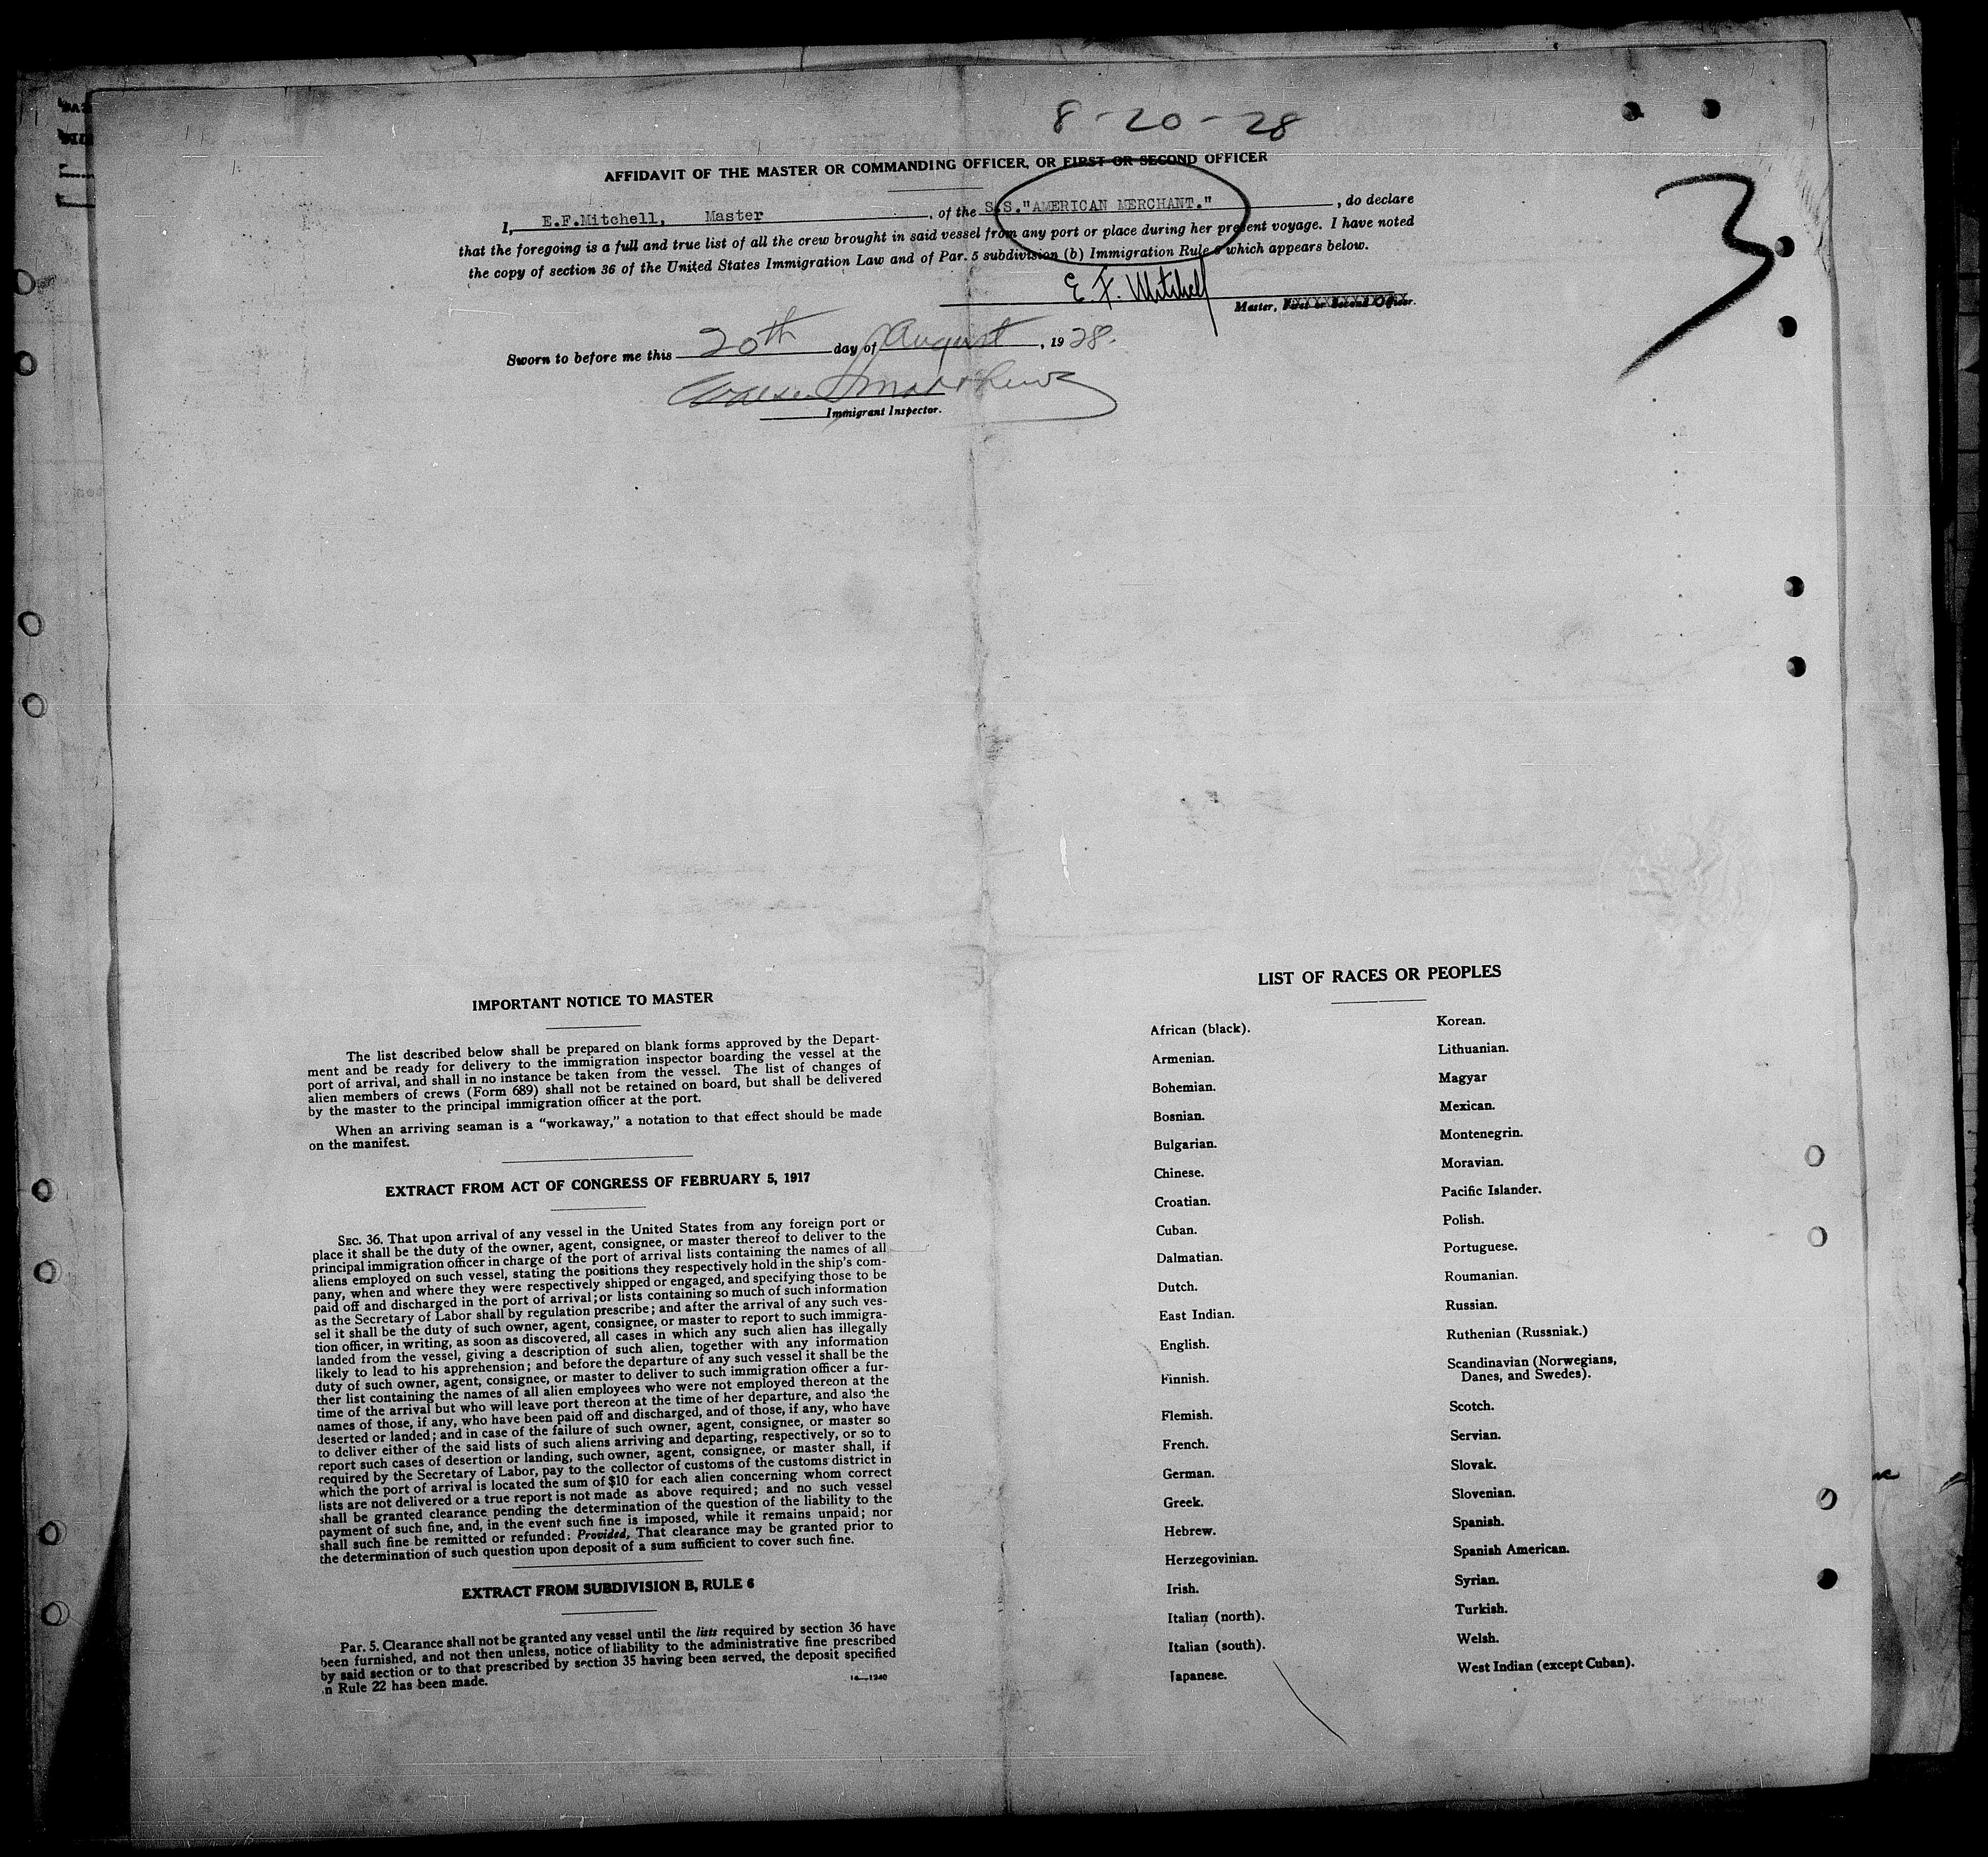 8-20-28
3
AFFIDAVIT OF THE MASTER OR COMMANDING OFFICER, OR FIRST OR SECOND OFFICER
I, E.F.Mitchell, Master, of the S.S."AMERICAN MERCHANT.", do declare
that the foregoing is a full and true list of all the crew brought in said vessel from any port or place during her present voyage. I have noted
the copy of section 36 of the United States Immigration Law and of Par. 5 subdivision (b) Immigration Rule 6 which appears below.
E. F. Mitchell
Master, First or Second Officer.
Sworn to before me this 20th day of August, 1928.
Immigrant Inspector.
IMPORTANT NOTICE TO MASTER
The list described below shall be prepared on blank forms approved by the Depart-
ment and be ready for delivery to the immigration inspector boarding the vessel at the
port of arrival, and shall in no instance be taken from the vessel. The list of changes of
alien members of crews (Form 689) shall not be retained on board, but shall be delivered
by the master to the principal immigration officer at the port.
When an arriving seaman is a "workaway," a notation to that effect should be made
on the manifest.
EXTRACT FROM ACT OF CONGRESS OF FEBRUARY 5, 1917
SEC. 36. That upon arrival of any vessel in the United States from any foreign port or
place it shall be the duty of the owner, agent, consignee, or master thereof to deliver to the
principal immigration officer in charge of the port of arrival lists containing the names of all
aliens employed on such vessel, stating the positions they respectively hold in the ship's com-
pany, when and where they were respectively shipped or engaged, and specifying those to be
paid off and discharged in the port of arrival; or lists containing so much of such information
as the Secretary of Labor shall by regulation prescribe; and after the arrival of any such ves-
sel it shall be the duty of such owner, agent, consignee, or master to report to such immigra-
tion officer, in writing, as soon as discovered, all cases in which any such alien has illegally
landed from the vessel, giving a description of such alien, together with any information
likely to lead to his apprehension; and before the departure of any such vessel it shall be the
duty of such owner, agent, consignee, or master to deliver to such immigration officer a fur-
ther list containing the names of all alien employees who were not employed thereon at the
time of the arrival but who will leave port thereon at the time of her departure, and also the
names of those, if any, who have been paid off and discharged, and of those, if any, who have
deserted or landed; and in case of the failure of such owner, agent, consignee, or master so
to deliver either of the said lists of such aliens arriving and departing, respectively, or so to
report such cases of desertion or landing, such owner, agent, consignee, or master shall, if
required by the Secretary of Labor, pay to the collector of customs of the customs district in
which the port of arrival is located the sum of $10 for each alien concerning whom correct
lists are not delivered or a true report is not made as above required; and no such vessel
shall be granted clearance pending the determination of the question of the liability to the
payment of such fine, and, in the event such fine is imposed, while it remains unpaid; nor
shall such fine be remitted or refunded: Provided, That clearance may be granted prior to
the determination of such question upon deposit of a sum sufficient to cover such fine.
EXTRACT FROM SUBDIVISION B, RULE 6
Par. 5. Clearance shall not be granted any vessel until the lists required by section 36 have
been furnished, and not then unless, notice of liability to the administrative fine prescribed
by said section or to that prescribed by section 35 having been served, the deposit specified
n Rule 22 has been made.
14—1240
LIST OF RACES OR PEOPLES
African (black).
Armenian.
Bohemian.
Bosnian.
Bulgarian.
Chinese.
Croatian.
Cuban.
Dalmatian.
Dutch.
East Indian.
English.
Finnish.
Flemish.
French.
German.
Greek.
Hebrew.
Herzegovinian.
Irish.
Italian (north).
Italian (south).
Japanese.
Korean.
Lithuanian.
Magyar
Mexican.
Montenegrin.
Moravian.
Pacific Islander.
Polish.
Portuguese.
Roumanian.
Russian.
Ruthenian (Russniak.)
Scandinavian (Norwegians,
Danes, and Swedes).
Scotch.
Servian.
Slovak.
Slovenian.
Spanish.
Spanish American.
Syrian.
Turkish.
Welsh.
West Indian (except Cuban).